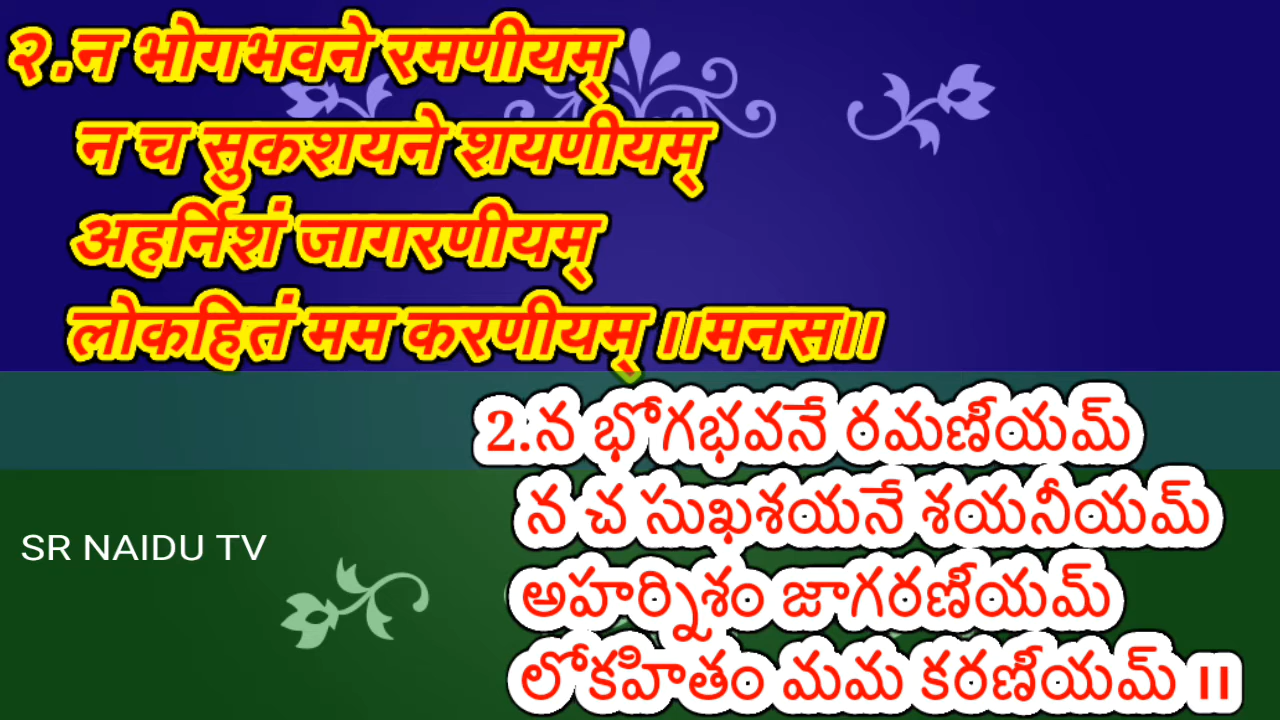 २.न भोगभवने रमणीयम्
न च सुकशयने शयणीयम्
अहर्निशं जागरणीयम्
लोकहितं मम करणीयम् ।।मनस।।
2.న భోగభవనే రమణీయమ్
న చ సుఖశయనే శయనీయమ్
అహర్నిశం జాగరణీయమ్
లోకహితం మమ కరణీయమ్ ।।
SR NAIDU TV